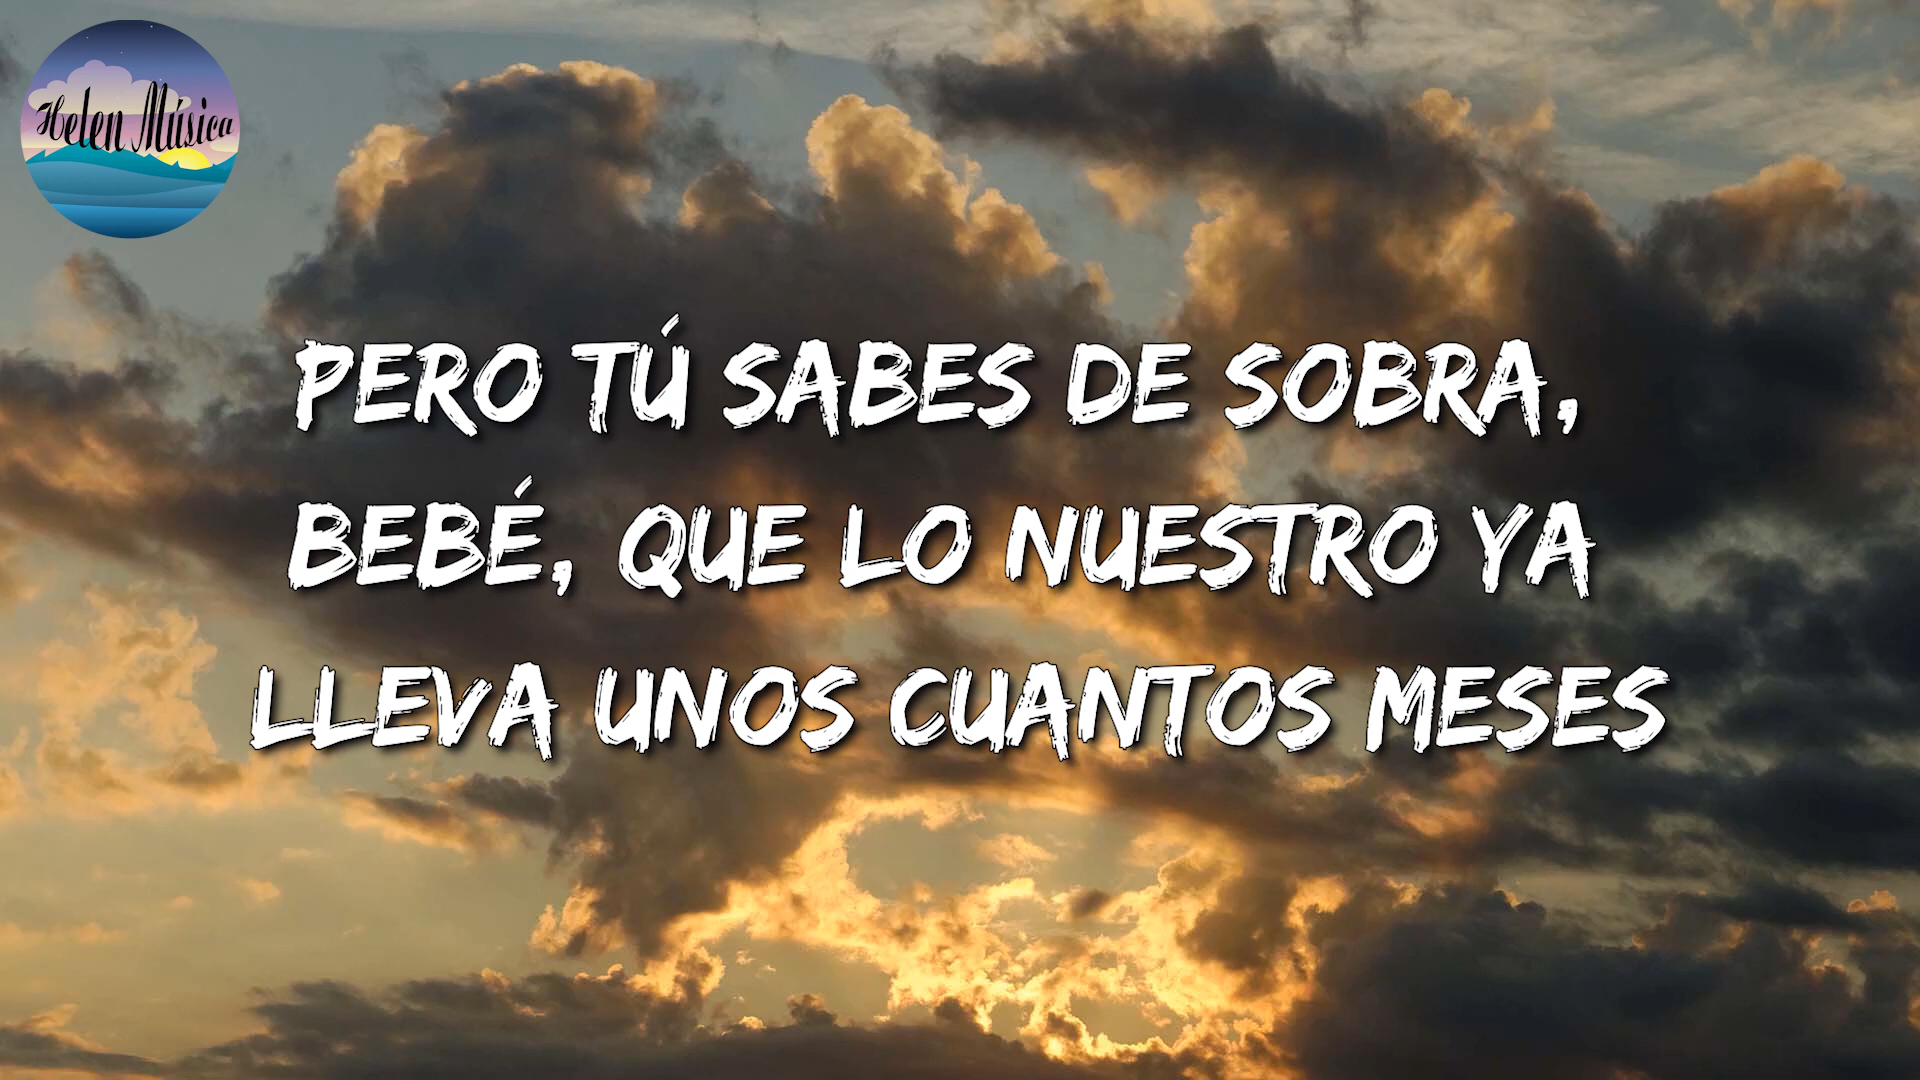 Helen Música
PERO TÚ SABES DE SOBRA,
BEBÉ, QUE LO NUESTRO YA
LLEVA UNOS CUANTOS MESES